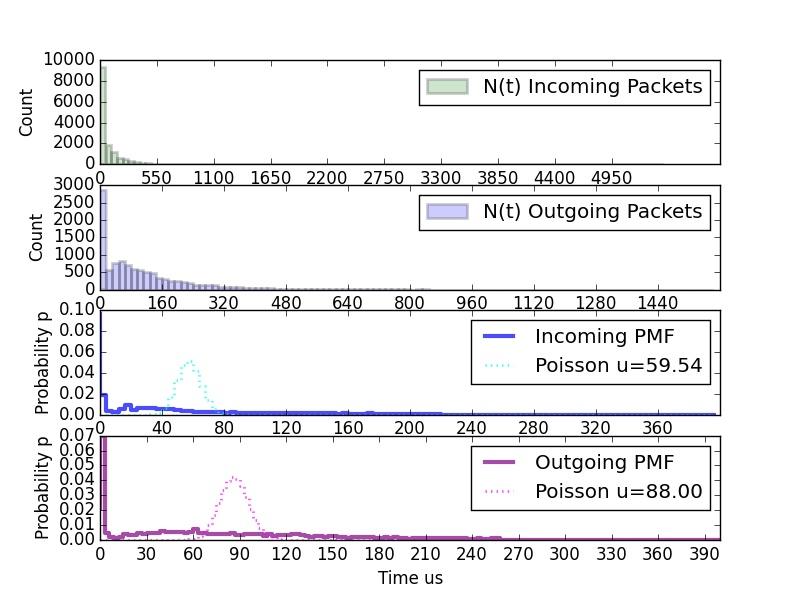 10000
8000
6000
4000
2000
0
Count
N(t) Incoming Packets
0 550 1100 1650 2200 2750 3300 3850 4400 4950
3000
2500
2000
1500
1000
500
0
Count
N(t) Outgoing Packets
0 160 320 480 640 800 960 1120 1280 1440
0.10
0.08
0.06
0.04
0.02
0.00
Probability p
Incoming PMF
Poisson u=59.54
0 40 80 120 160 200 240 280 320 360
0.07
0.06
0.05
0.04
0.03
0.02
0.01
0.00
Probability p
Outgoing PMF
Poisson u=88.00
0 30 60 90 120 150 180 210 240 270 300 330 360 390
Time us